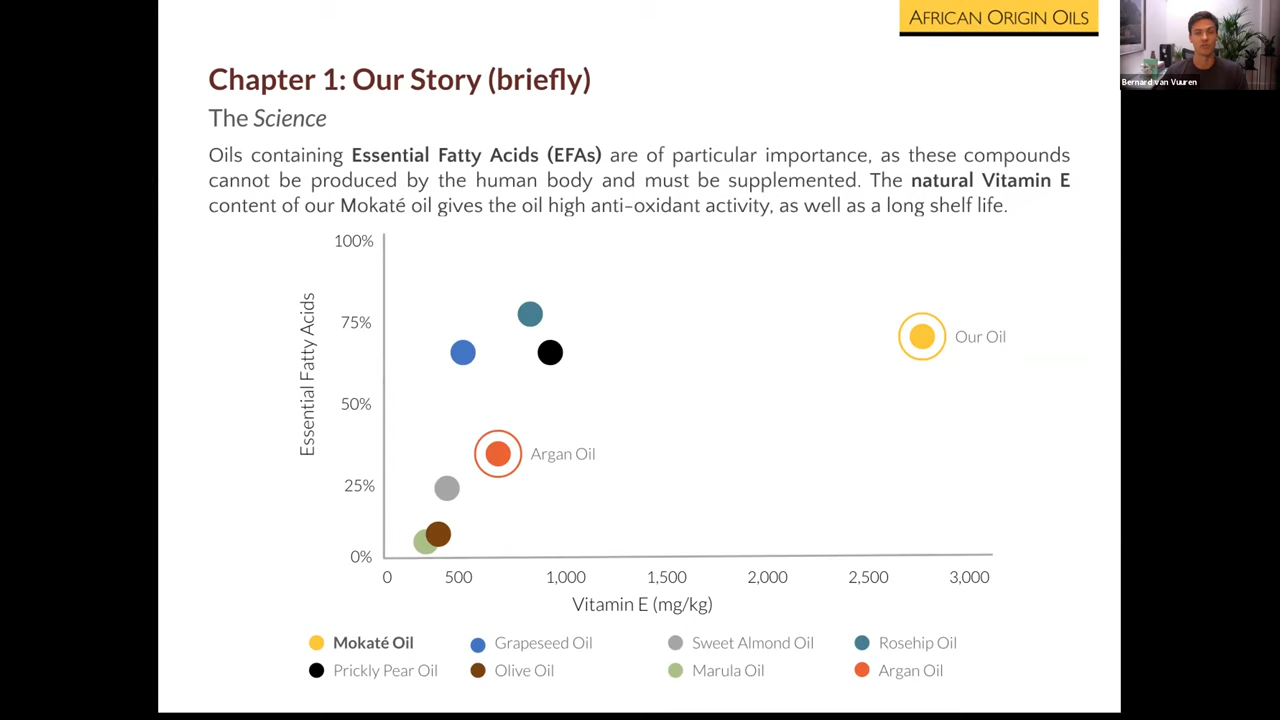 AFRICAN ORIGIN OILS
Bernard van Vuuren
Chapter 1: Our Story (briefly)
The Science
Oils containing Essential Fatty Acids (EFAs) are of particular importance, as these compounds
cannot be produced by the human body and must be supplemented. The natural Vitamin E
content of our Mokaté oil gives the oil high anti-oxidant activity, as well as a long shelf life.
100%
75%
50%
25%
0%
Essential Fatty Acids
Our Oil
Argan Oil
0 500 1,000 1,500 2,000 2,500 3,000
Vitamin E (mg/kg)
Mokaté Oil Grapeseed Oil Sweet Almond Oil Rosehip Oil
Prickly Pear Oil Olive Oil Marula Oil Argan Oil